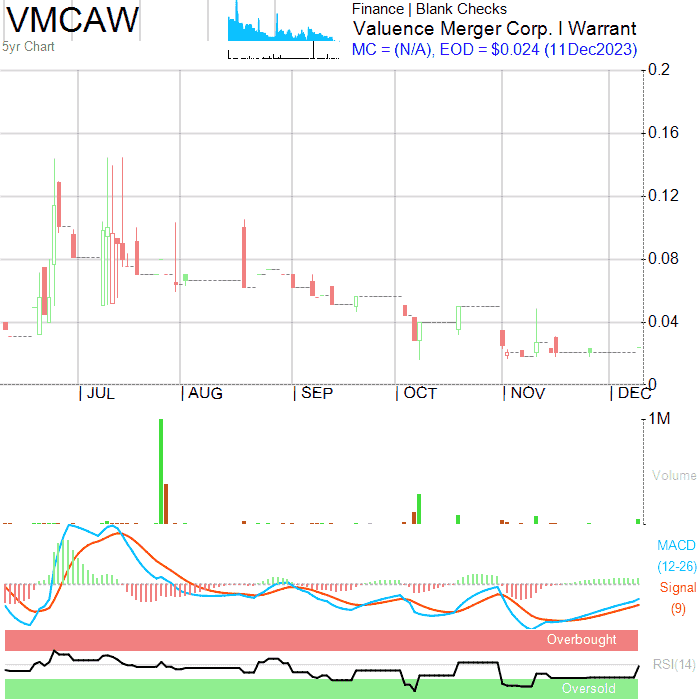 VMCAW
5yr Chart
Finance | Blank Checks
Valuence Merger Corp. I Warrant
MC = (N/A), EOD = $0.024 (11Dec2023)
0.2
0.16
0.12
0.08
0.04
0
| JUL | AUG | SEP | OCT | NOV | DEC
1M
Volume
MACD
(12-26)
Signal
(9)
Overbought
RSI(14)
Oversold